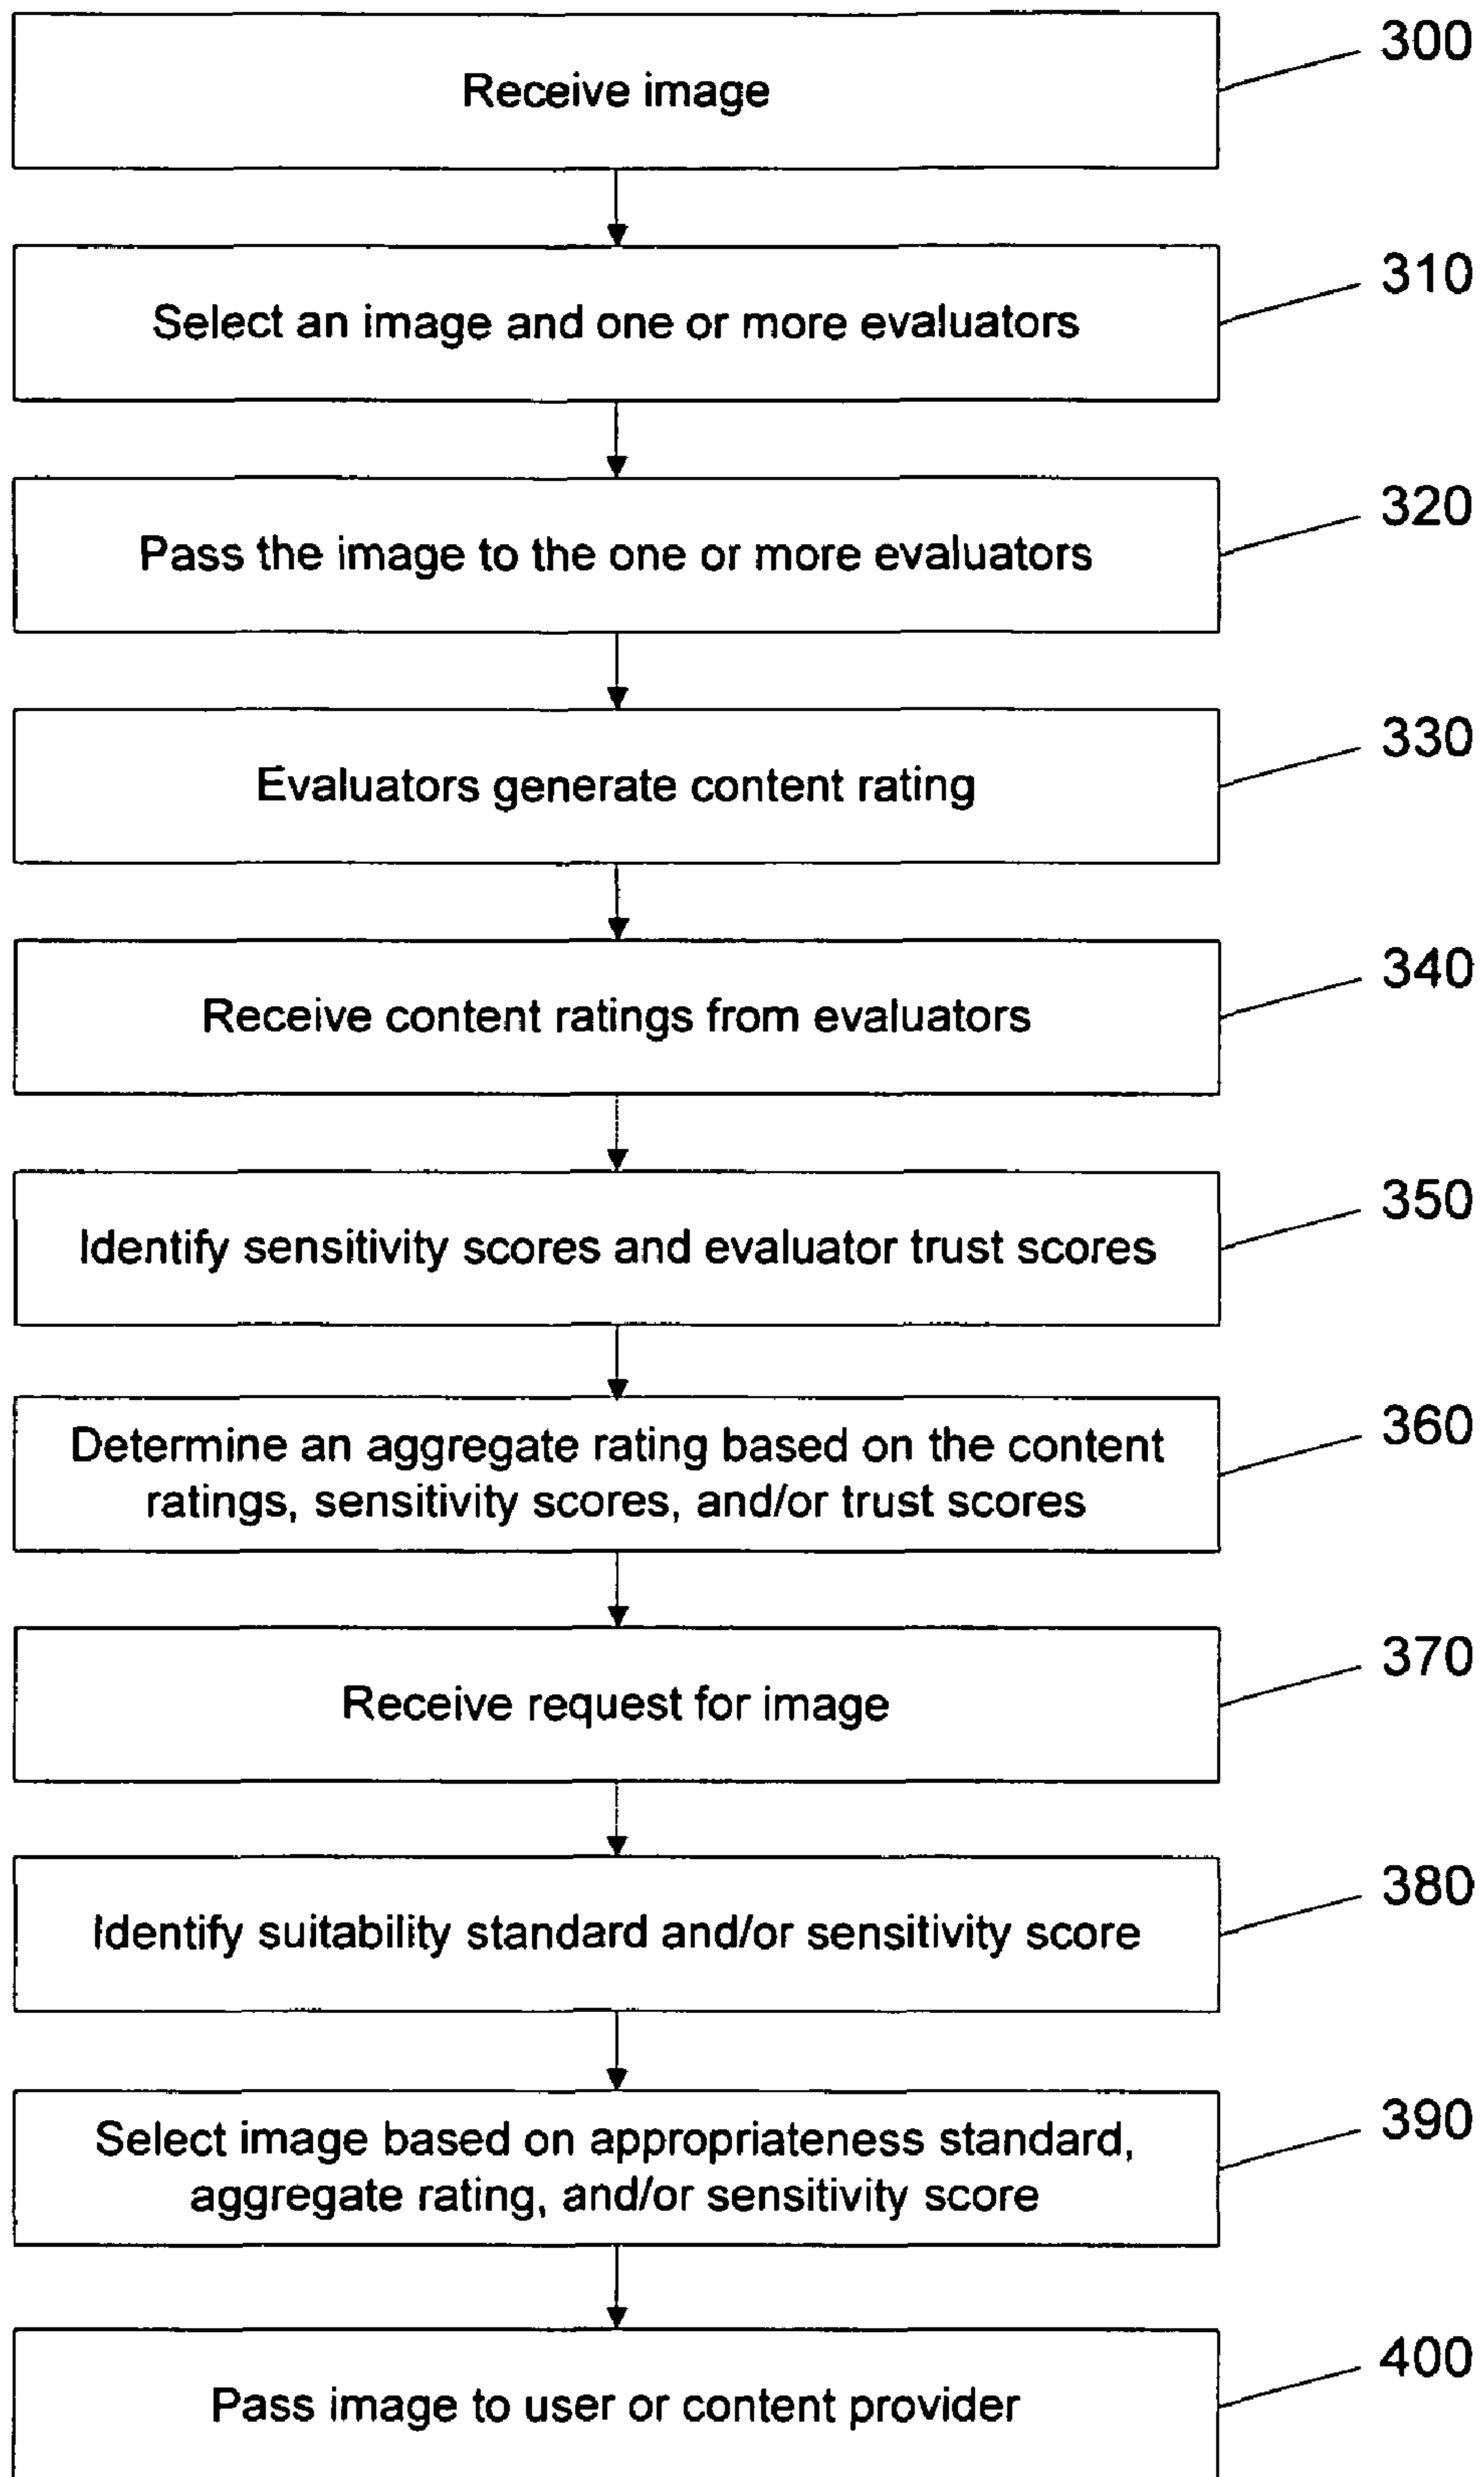 Receive image
300
Select an image and one or more evaluators
310
Pass the image to the one or more evaluators
320
Evaluators generate content rating
330
Receive content ratings from evaluators
340
Identify sensitivity scores and evaluator trust scores
350
Determine an aggregate rating based on the content
ratings, sensitivity scores, and/or trust scores
360
Receive request for image
370
Identify suitability standard and/or sensitivity score
380
Select image based on appropriateness standard,
aggregate rating, and/or sensitivity score
390
Pass image to user or content provider
400